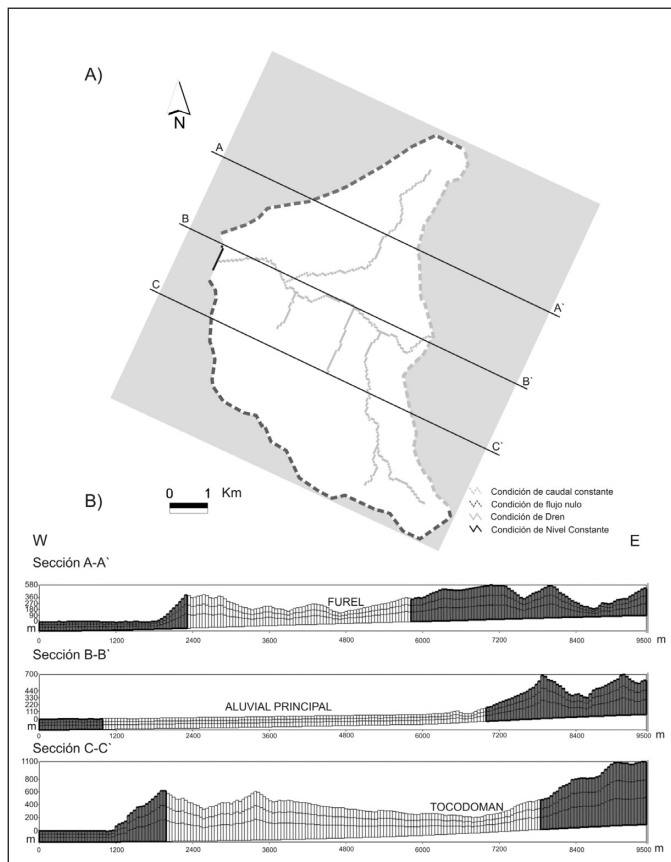 A)
N
A
B
C
A`
B`
C`
B)
0 1 Km
Condición de caudal constante
Condición de flujo nulo
Condición de Dren
Condición de Nivel Constante
W E
Sección A-A`
580
360
270
180
90
0
m
FUREL
0 1200 2400 3600 4800 6000 7200 8400 9500 m
Sección B-B`
700
440
330
220
110
0
m
ALUVIAL PRINCIPAL
0 1200 2400 3600 4800 6000 7200 8400 9500 m
Sección C-C`
1100
800
600
400
200
0
m
TOCODOMAN
0 1200 2400 3600 4800 6000 7200 8400 9500 m